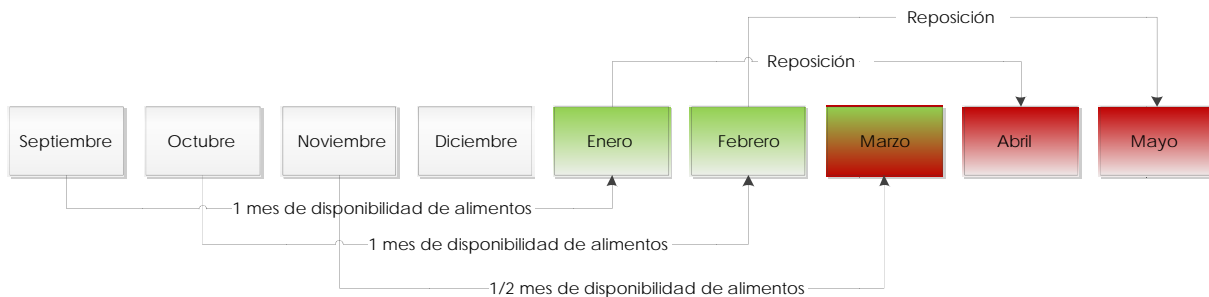 Reposición
Reposición
Septiembre
Octubre
Noviembre
Diciembre
Enero
Febrero
Marzo
Abril
Mayo
1 mes de disponibilidad de alimentos
1 mes de disponibilidad de alimentos
1/2 mes de disponibilidad de alimentos